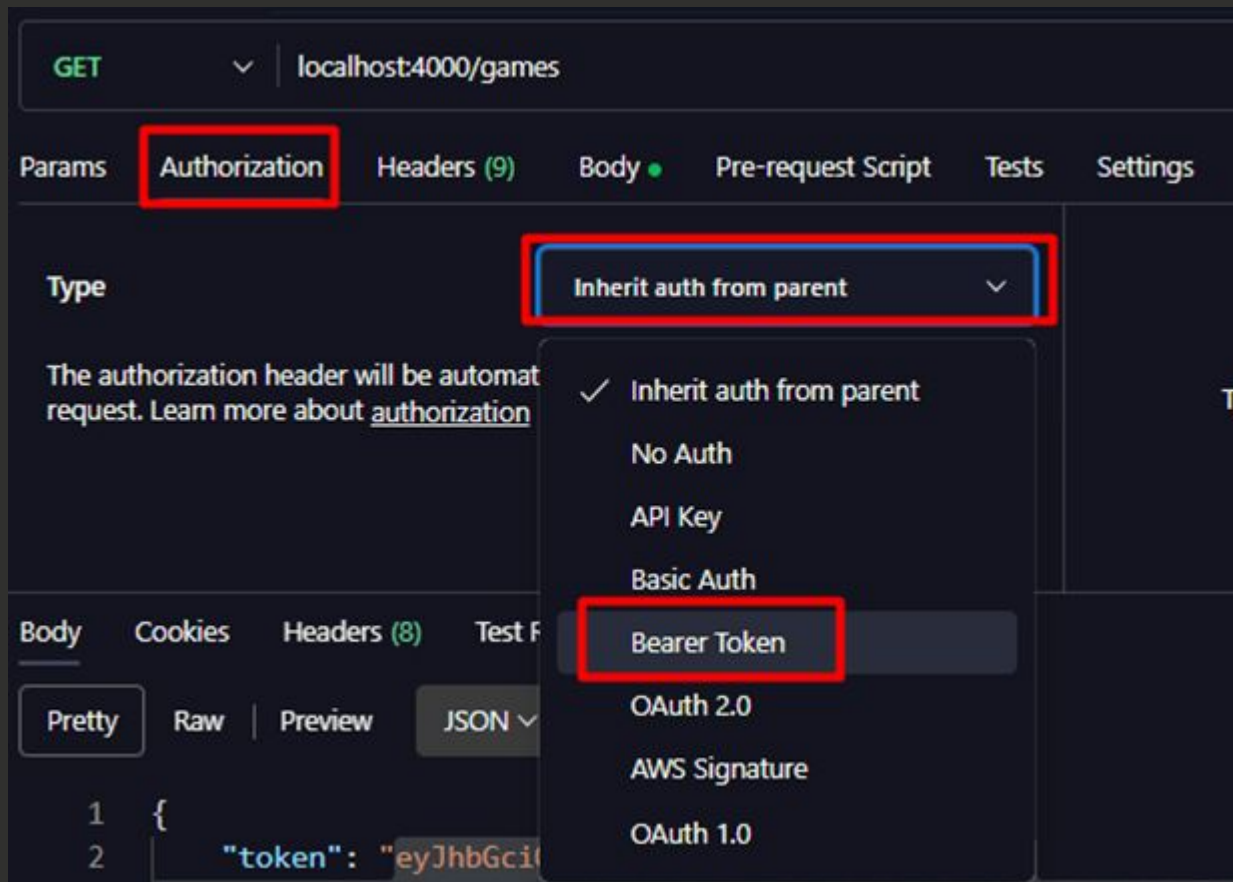 GET localhost:4000/games
Params Authorization Headers (9) Body Pre-request Script Tests Settings
Type Inherit auth from parent
The authorization header will be automat
request. Learn more about authorization
Inherit auth from parent
No Auth
API Key
Basic Auth
Bearer Token
OAuth 2.0
AWS Signature
OAuth 1.0
Body Cookies Headers (8) Test R
Pretty Raw Preview JSON
1 {
2 "token": "eyJhbGci